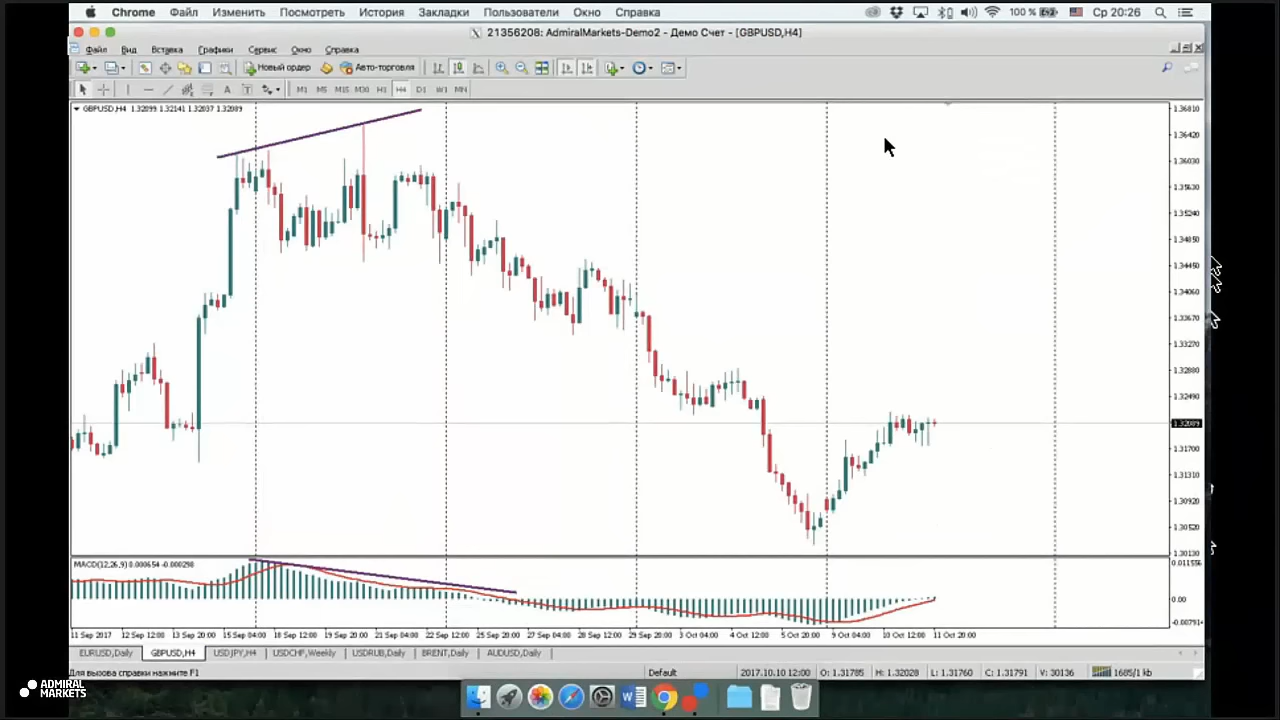 Chrome Файл Изменить Посмотреть История Закладки Пользователи Окно Справка 100 % Ср 20:26
21356208: AdmiralMarkets-Demo2 - Демо Счет - [GBPUSD,H4]
Файл Вид Вставка Графики Сервис Окно Справка
Новый ордер Авто-торговля
A T M1 M5 M15 M30 H1 H4 D1 W1 MN
GBPUSD,H4 1.32099 1.32141 1.32037 1.32089
1.36810
1.36420
1.36030
1.35630
1.35240
1.34850
1.34450
1.34060
1.33670
1.33270
1.32880
1.32490
1.32089
1.31700
1.31310
1.30920
1.30520
1.30130
MACD(12,26,9) 0.000654 -0.000298
0.011556
0.00
-0.00791
11 Sep 2017 12 Sep 12:00 13 Sep 20:00 15 Sep 04:00 18 Sep 12:00 19 Sep 20:00 21 Sep 04:00 22 Sep 12:00 25 Sep 20:00 27 Sep 04:00 28 Sep 12:00 29 Sep 20:00 3 Oct 04:00 4 Oct 12:00 5 Oct 20:00 9 Oct 04:00 10 Oct 12:00 11 Oct 20:00
EURUSD,Daily GBPUSD,H4 USDJPY,H4 USDCHF,Weekly USDRUB,Daily BRENT,Daily AUDUSD,Daily
Для вызова справки нажмите F1 Default 2017.10.10 12:00 O: 1.31785 H: 1.32028 L: 1.31760 C: 1.31791 V: 30136 1685/1 kb
ADMIRAL
MARKETS